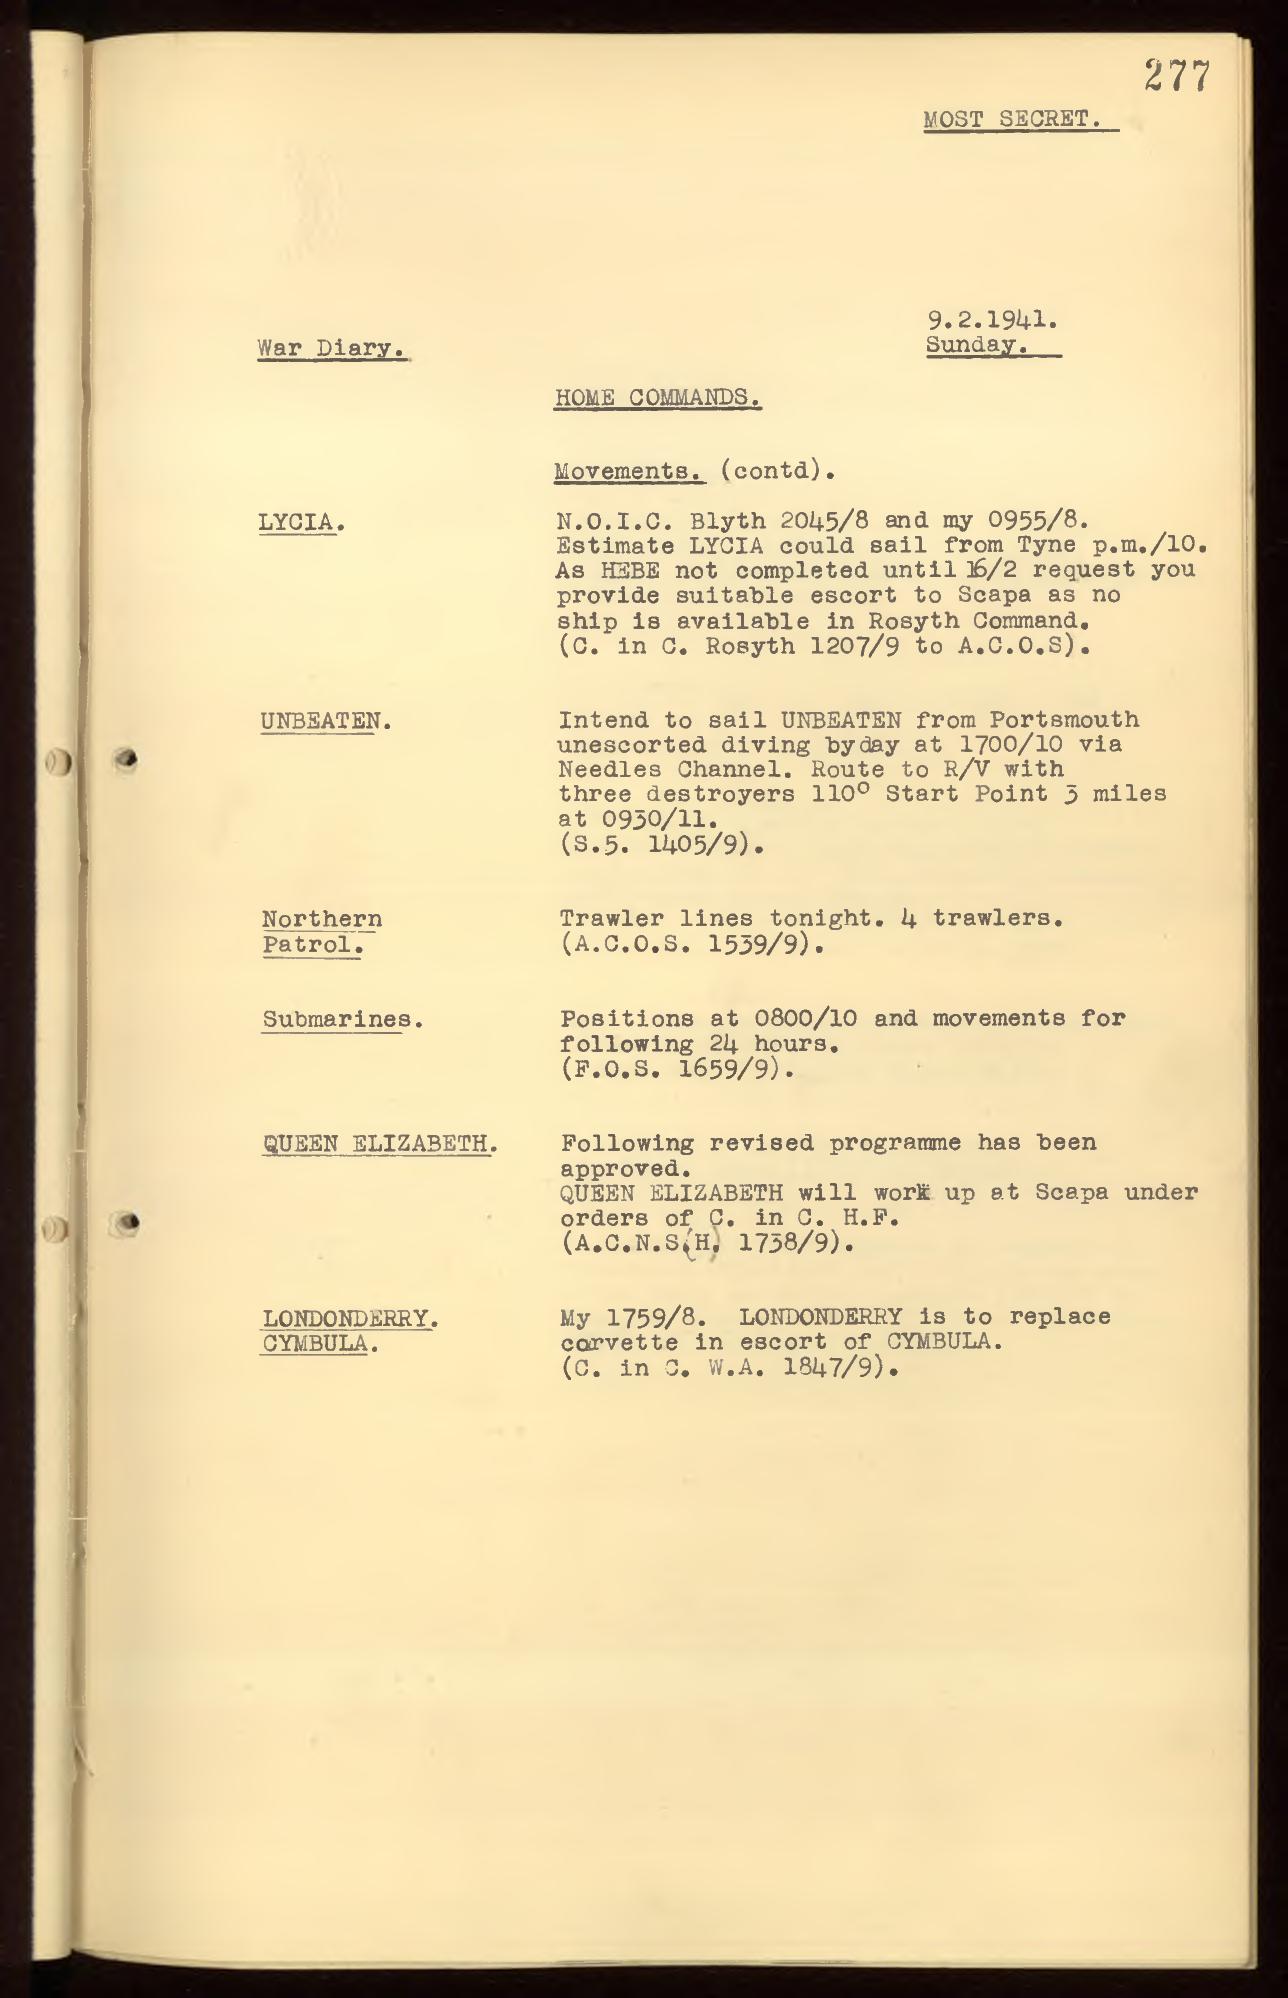 277
MOST SECRET.
9.2.1941.
War Diary. Sunday.
HOME COMMANDS.
Movements. (contd).
LYCIA. N.O.I.C. Blyth 2045/8 and my 0955/8.
Estimate LYCIA could sail from Tyne p.m./10.
As HEBE not completed until 16/2 request you
provide suitable escort to Scapa as no
ship is available in Rosyth Command.
(C. in C. Rosyth 1207/9 to A.C.O.S).
UNBEATEN. Intend to sail UNBEATEN from Portsmouth
unescorted diving by day at 1700/10 via
Needles Channel. Route to R/V with
three destroyers 110° Start Point 3 miles
at 0930/11.
(S.5. 1405/9).
Northern Trawler lines tonight. 4 trawlers.
Patrol. (A.C.O.S. 1539/9).
Submarines. Positions at 0800/10 and movements for
following 24 hours.
(F.O.S. 1659/9).
QUEEN ELIZABETH. Following revised programme has been
approved.
QUEEN ELIZABETH will work up at Scapa under
orders of C. in C. H.F.
(A.C.N.S.(H) 1738/9).
LONDONDERRY. My 1759/8. LONDONDERRY is to replace
CYMBULA. corvette in escort of CYMBULA.
(C. in C. W.A. 1847/9).